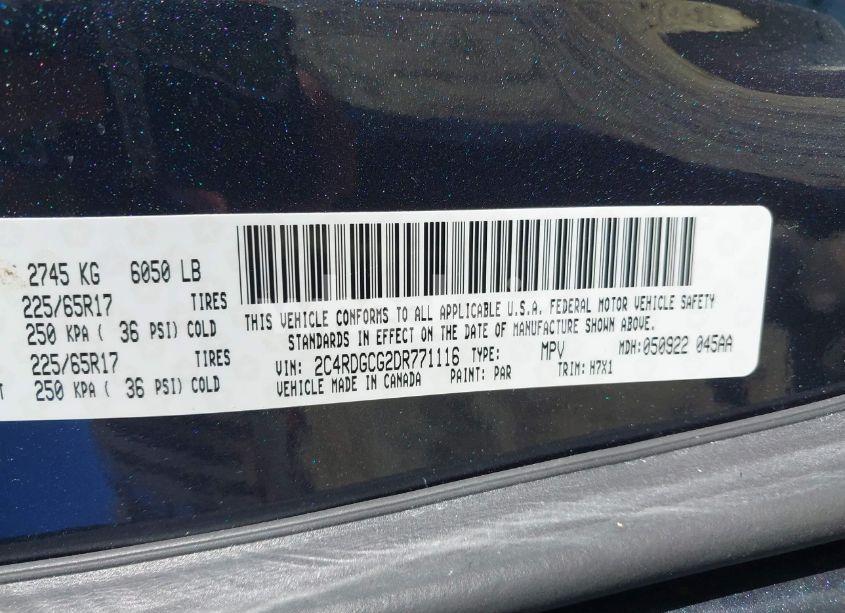 2745 KG 6050 LB
225/65R17 TIRES
250 KPA ( 36 PSI) COLD
225/65R17 TIRES
250 KPA ( 36 PSI) COLD
THIS VEHICLE CONFORMS TO ALL APPLICABLE U.S.A. FEDERAL MOTOR VEHICLE SAFETY
STANDARDS IN EFFECT ON THE DATE OF MANUFACTURE SHOWN ABOVE.
VIN: 2C4RDGCG2DR771116 TYPE: MPV MDH:050922 045AA
VEHICLE MADE IN CANADA PAINT: PAR TRIM: H7X1